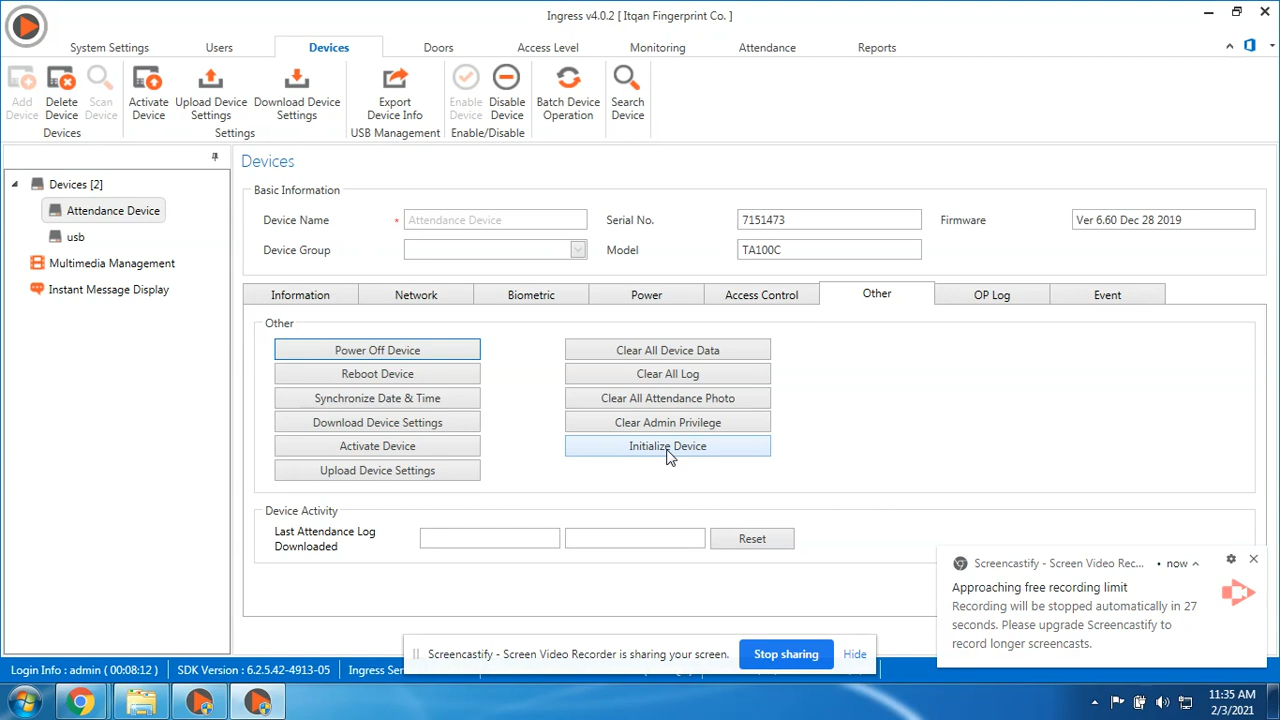 Ingress v4.0.2 [ Itqan Fingerprint Co. ]
System Settings
Users
Devices
Doors
Access Level
Monitoring
Attendance
Reports
Add Device
Delete Device
Scan Device
Activate Device
Upload Device Settings
Download Device Settings
Export Device Info
Enable Device
Disable Device
Batch Device Operation
Search Device
Devices
Settings
USB Management
Enable/Disable
Devices [2]
Attendance Device
usb
Multimedia Management
Instant Message Display
Devices
Basic Information
Device Name * Attendance Device
Serial No. 7151473
Firmware Ver 6.60 Dec 28 2019
Device Group
Model TA100C
Information
Network
Biometric
Power
Access Control
Other
OP Log
Event
Other
Power Off Device
Clear All Device Data
Reboot Device
Clear All Log
Synchronize Date & Time
Clear All Attendance Photo
Download Device Settings
Clear Admin Privilege
Activate Device
Initialize Device
Upload Device Settings
Device Activity
Last Attendance Log
Downloaded
Reset
Screencastify - Screen Video Rec...
• now
Approaching free recording limit
Recording will be stopped automatically in 27
seconds. Please upgrade Screencastify to
record longer screencasts.
Screencastify - Screen Video Recorder is sharing your screen.
Stop sharing
Hide
Login Info : admin ( 00:08:12 )
SDK Version : 6.2.5.42-4913-05
Ingress Ser
11:35 AM
2/3/2021